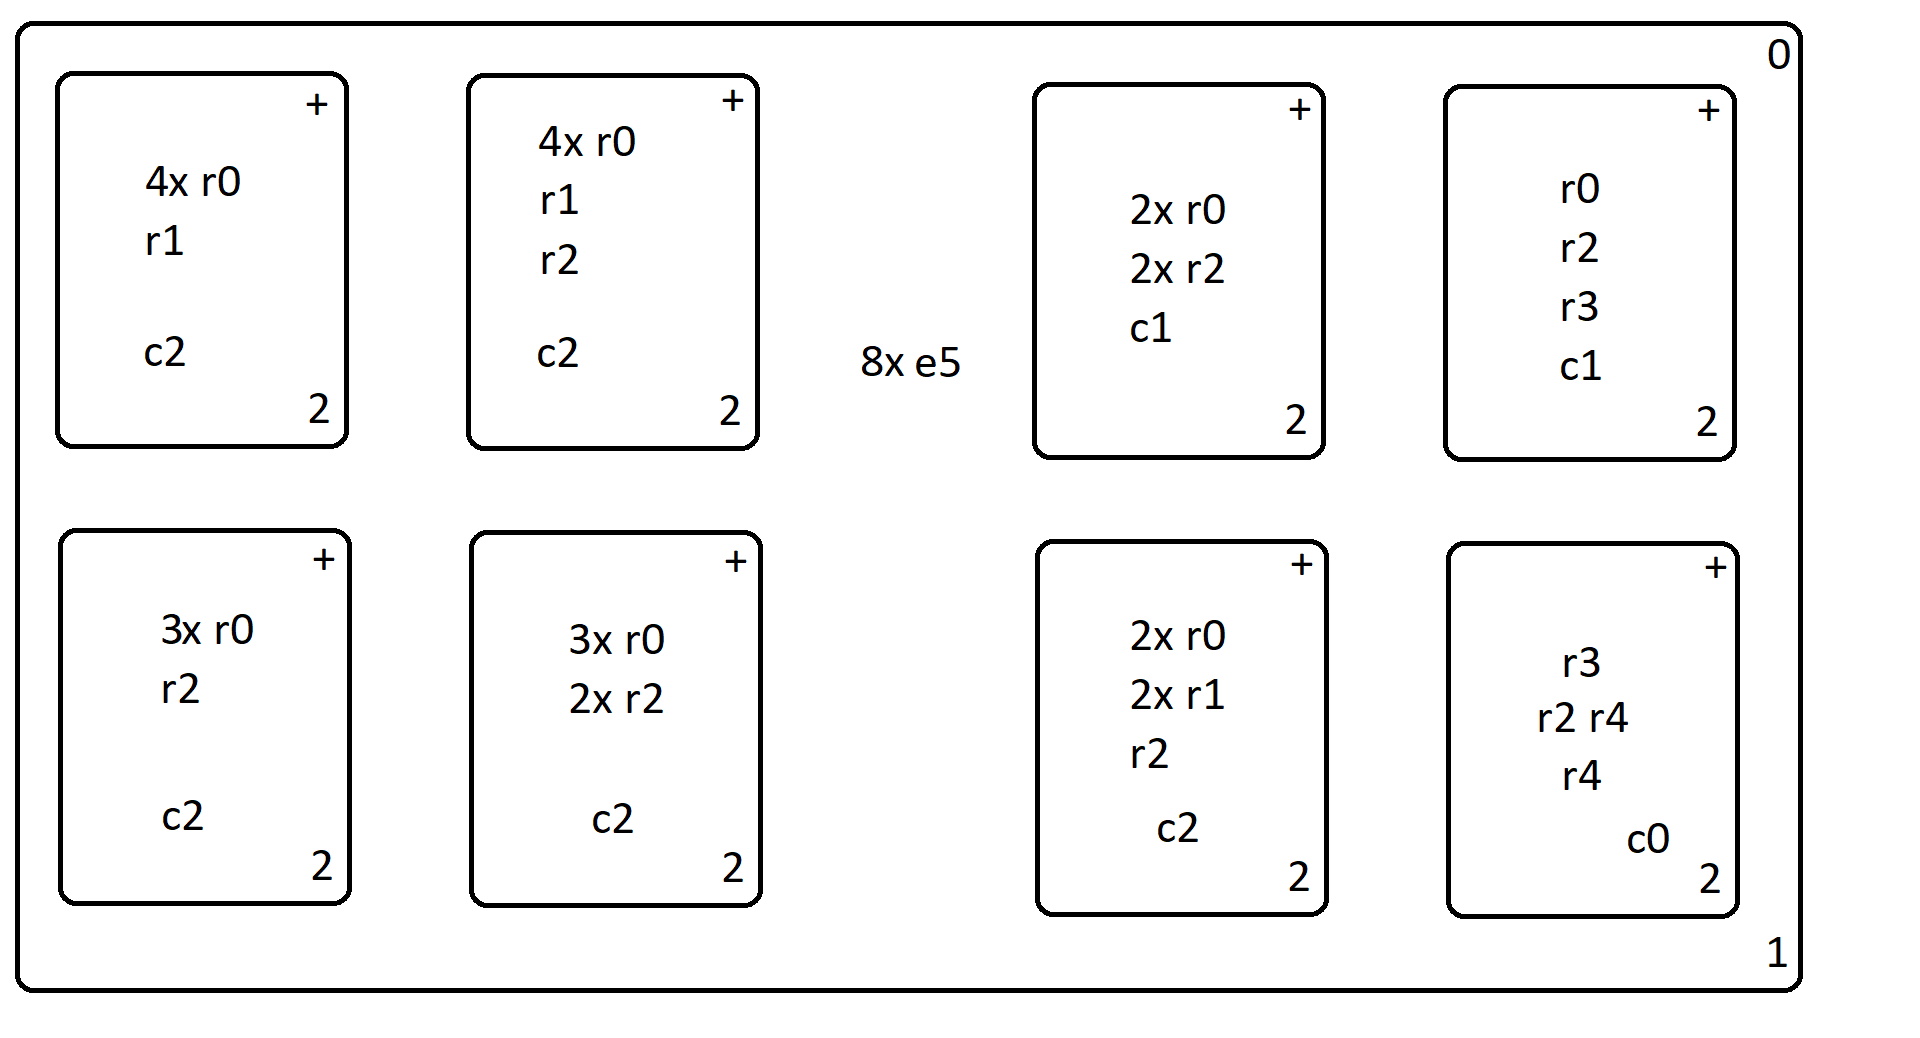 0
+
4x r0
r1
c2
2
+
4x r0
r1
r2
c2
2
8x e5
+
2x r0
2x r2
c1
2
+
r0
r2
r3
c1
2
+
3x r0
r2
c2
2
+
3x r0
2x r2
c2
2
+
2x r0
2x r1
r2
c2
2
+
r3
r2 r4
r4
c0
2
1